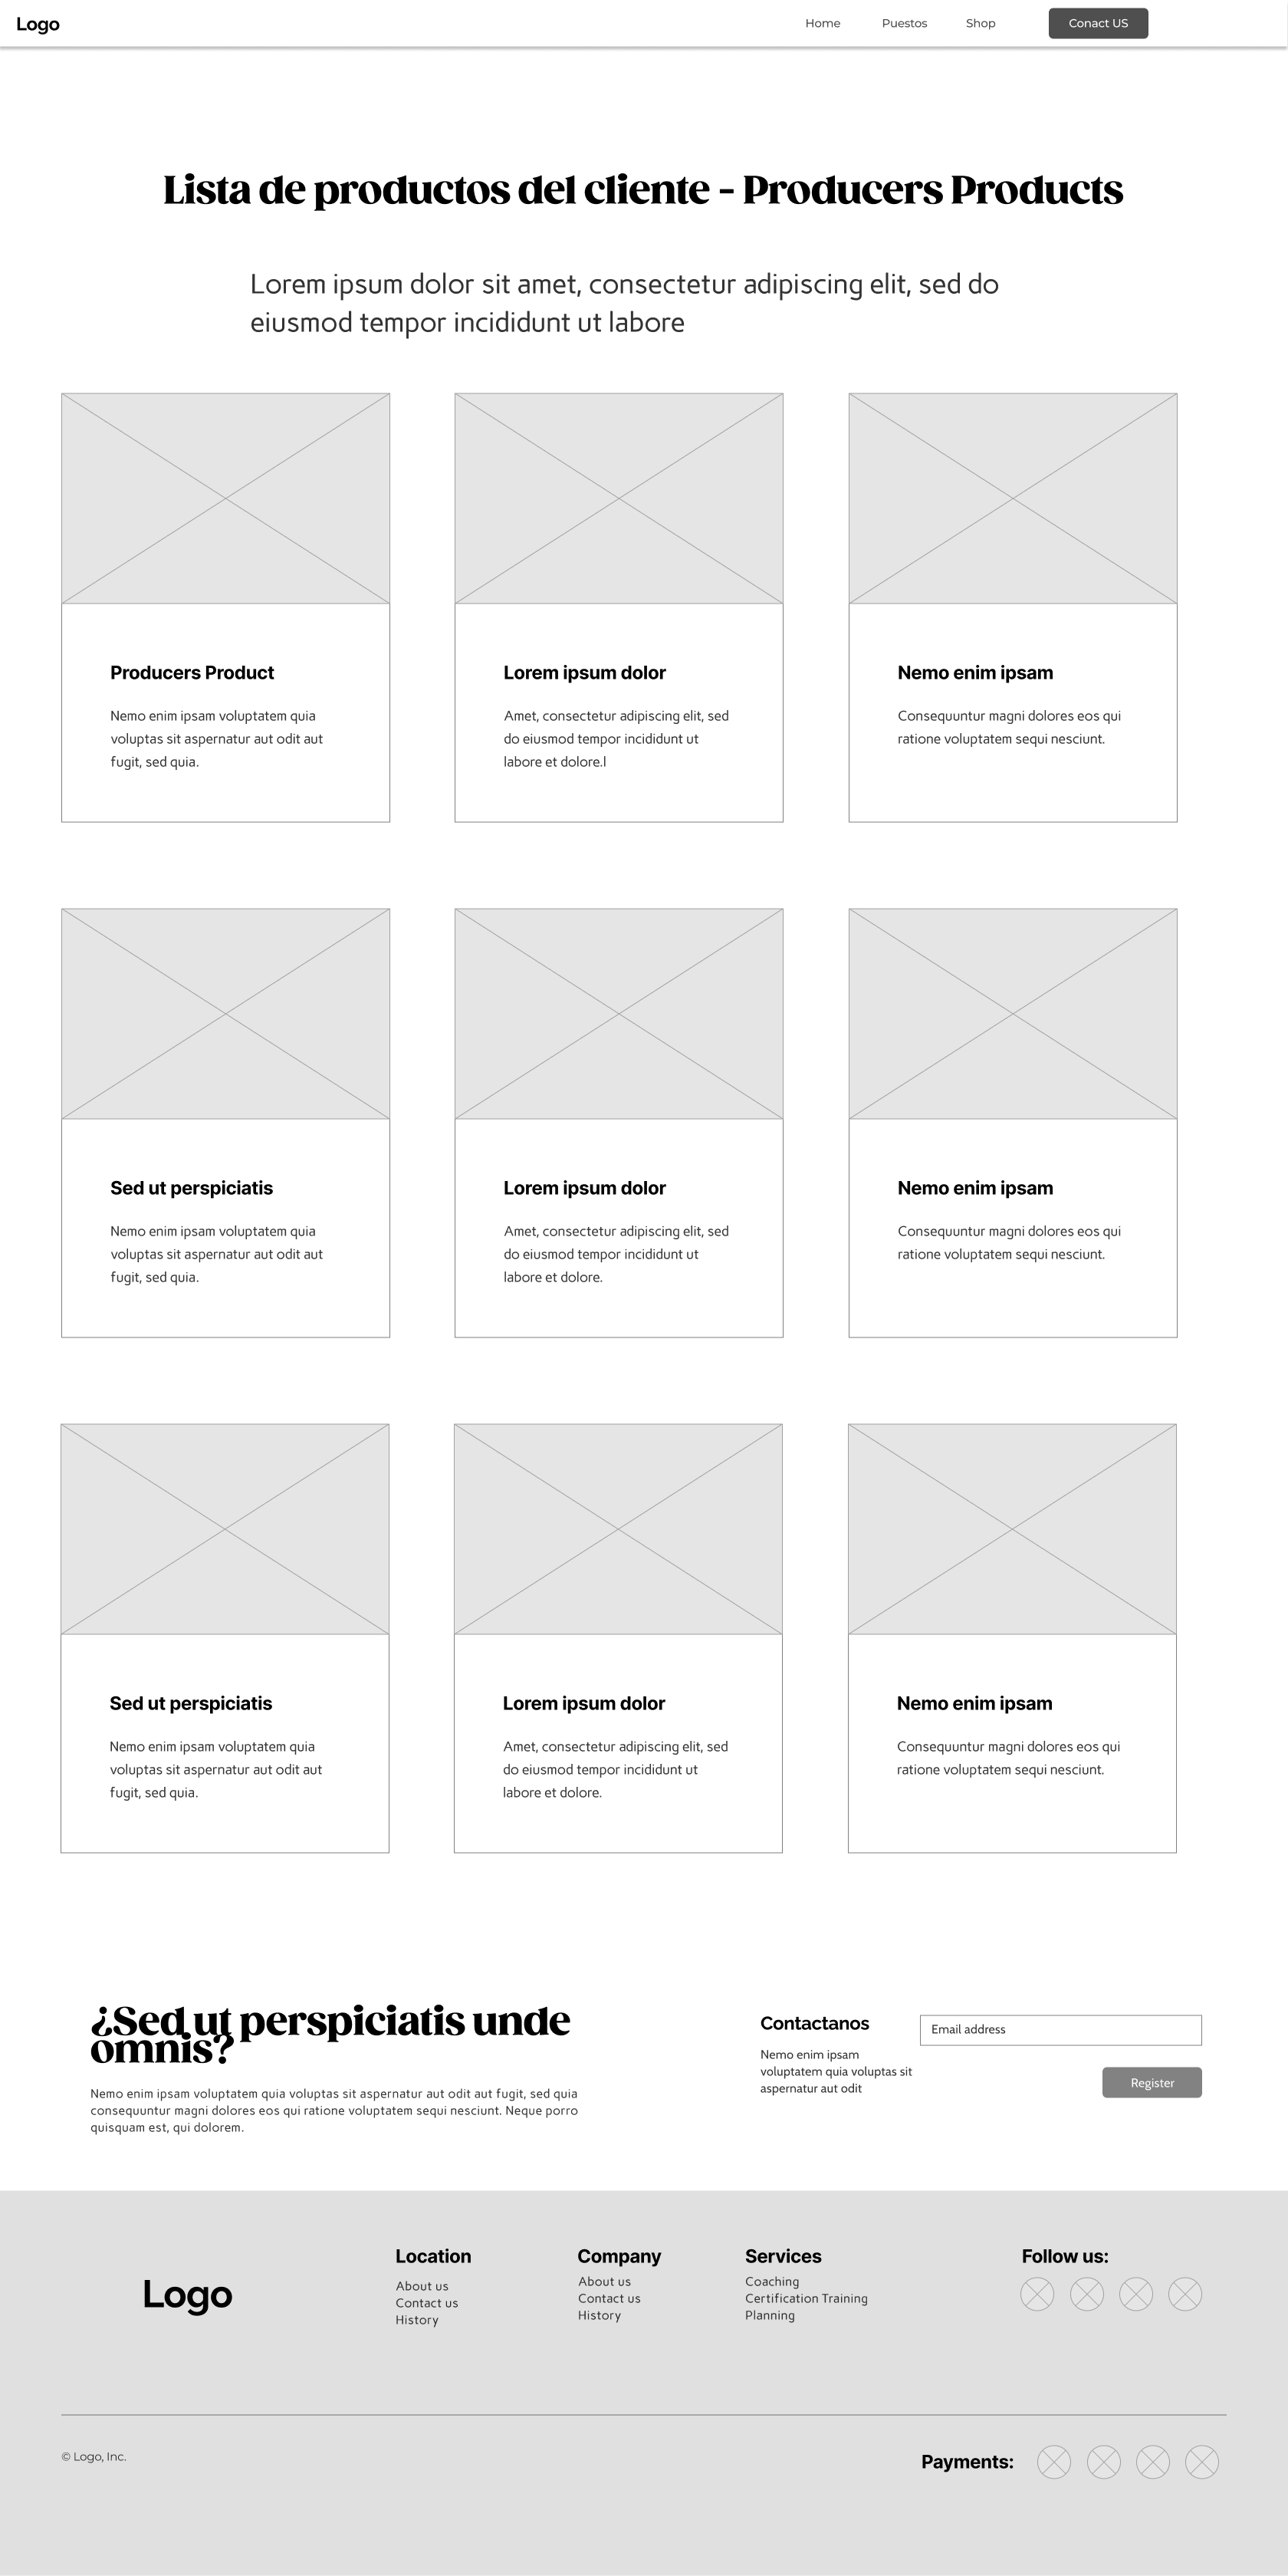 Logo
Home Puestos Shop Conact US
Lista de productos del cliente - Producers Products
Lorem ipsum dolor sit amet, consectetur adipiscing elit, sed do
eiusmod tempor incididunt ut labore
Producers Product
Nemo enim ipsam voluptatem quia
voluptas sit aspernatur aut odit aut
fugit, sed quia.
Lorem ipsum dolor
Amet, consectetur adipiscing elit, sed
do eiusmod tempor incididunt ut
labore et dolore.l
Nemo enim ipsam
Consequuntur magni dolores eos qui
ratione voluptatem sequi nesciunt.
Sed ut perspiciatis
Nemo enim ipsam voluptatem quia
voluptas sit aspernatur aut odit aut
fugit, sed quia.
Lorem ipsum dolor
Amet, consectetur adipiscing elit, sed
do eiusmod tempor incididunt ut
labore et dolore.
Nemo enim ipsam
Consequuntur magni dolores eos qui
ratione voluptatem sequi nesciunt.
Sed ut perspiciatis
Nemo enim ipsam voluptatem quia
voluptas sit aspernatur aut odit aut
fugit, sed quia.
Lorem ipsum dolor
Amet, consectetur adipiscing elit, sed
do eiusmod tempor incididunt ut
labore et dolore.
Nemo enim ipsam
Consequuntur magni dolores eos qui
ratione voluptatem sequi nesciunt.
¿Sed ut perspiciatis unde
omnis?
Nemo enim ipsam voluptatem quia voluptas sit aspernatur aut odit aut fugit, sed quia
consequuntur magni dolores eos qui ratione voluptatem sequi nesciunt. Neque porro
quisquam est, qui dolorem.
Contactanos
Nemo enim ipsam
voluptatem quia voluptas sit
aspernatur aut odit
Email address
Register
Logo
Location
About us
Contact us
History
Company
About us
Contact us
History
Services
Coaching
Certification Training
Planning
Follow us:
© Logo, Inc.
Payments: